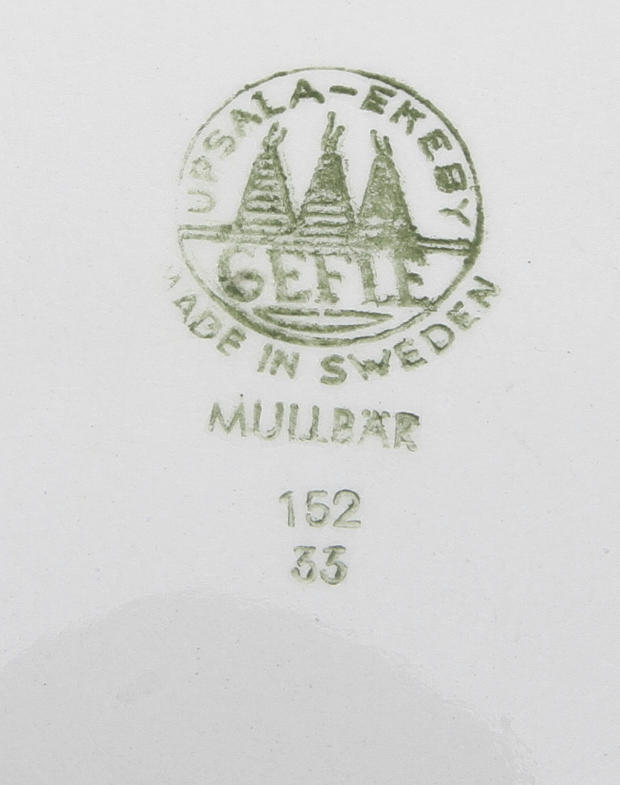 UPSALA-EKEBY
GEFLE
MADE IN SWEDEN
MULLBÄR
152
33